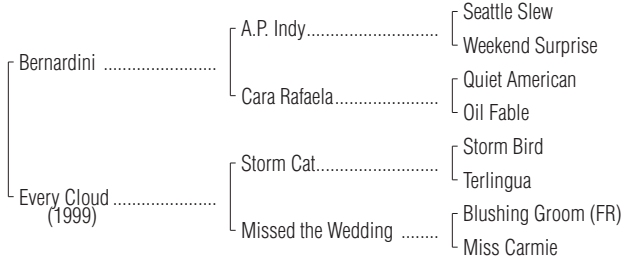 Seattle Slew
A.P. Indy..............................
Weekend Surprise
Bernardini .........................
Quiet American
Cara Rafaela.......................
Oil Fable
Storm Bird
Storm Cat...........................
Terlingua
Every Cloud .......................
(1999)
Blushing Groom (FR)
Missed the Wedding ........
Miss Carmie